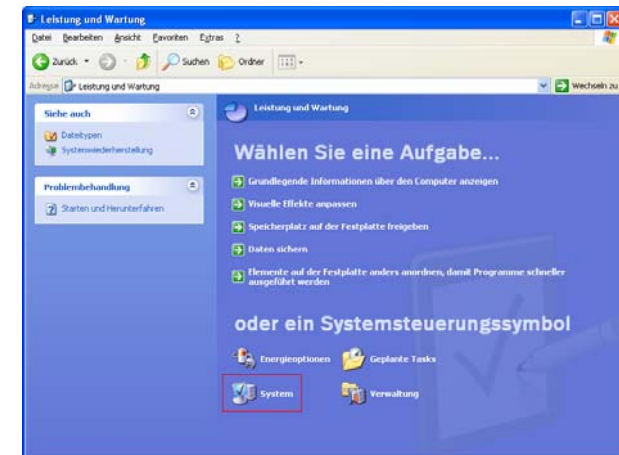 Leistung und Wartung
Datei Bearbeiten Ansicht Favoriten Extras ?
Zurück Suchen Ordner
Adresse Leistung und Wartung Wechseln zu
Siehe auch
Dateitypen
Systemwiederherstellung
Problembehandlung
Starten und Herunterfahren
Leistung und Wartung
Wählen Sie eine Aufgabe...
Grundlegende Informationen über den Computer anzeigen
Visuelle Effekte anpassen
Speicherplatz auf der Festplatte freigeben
Daten sichern
Elemente auf der Festplatte anders anordnen, damit Programme schneller
ausgeführt werden
oder ein Systemsteuerungssymbol
Energieoptionen Geplante Tasks
System Verwaltung